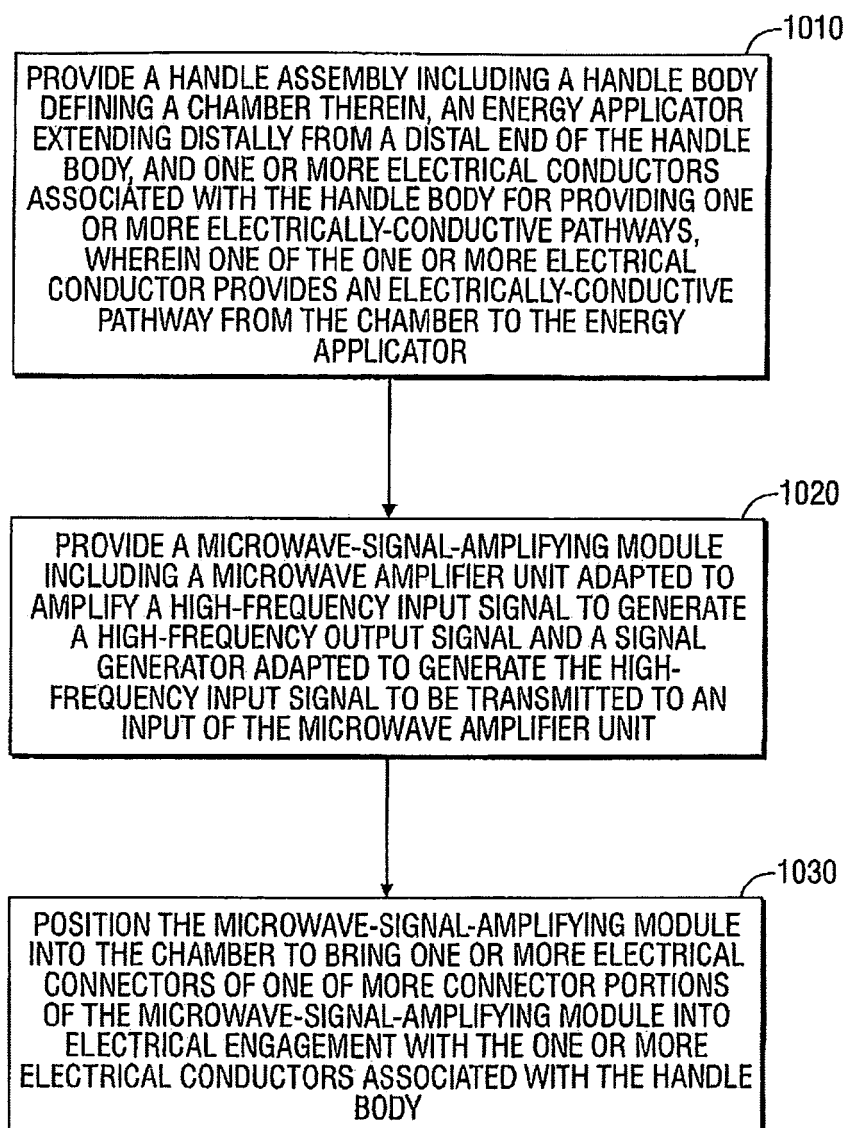 1010
PROVIDE A HANDLE ASSEMBLY INCLUDING A HANDLE BODY
DEFINING A CHAMBER THEREIN, AN ENERGY APPLICATOR
EXTENDING DISTALLY FROM A DISTAL END OF THE HANDLE
BODY, AND ONE OR MORE ELECTRICAL CONDUCTORS
ASSOCIATED WITH THE HANDLE BODY FOR PROVIDING ONE
OR MORE ELECTRICALLY-CONDUCTIVE PATHWAYS,
WHEREIN ONE OF THE ONE OR MORE ELECTRICAL
CONDUCTOR PROVIDES AN ELECTRICALLY-CONDUCTIVE
PATHWAY FROM THE CHAMBER TO THE ENERGY
APPLICATOR
1020
PROVIDE A MICROWAVE-SIGNAL-AMPLIFYING MODULE
INCLUDING A MICROWAVE AMPLIFIER UNIT ADAPTED TO
AMPLIFY A HIGH-FREQUENCY INPUT SIGNAL TO GENERATE
A HIGH-FREQUENCY OUTPUT SIGNAL AND A SIGNAL
GENERATOR ADAPTED TO GENERATE THE HIGH-
FREQUENCY INPUT SIGNAL TO BE TRANSMITTED TO AN
INPUT OF THE MICROWAVE AMPLIFIER UNIT
1030
POSITION THE MICROWAVE-SIGNAL-AMPLIFYING MODULE
INTO THE CHAMBER TO BRING ONE OR MORE ELECTRICAL
CONNECTORS OF ONE OF MORE CONNECTOR PORTIONS
OF THE MICROWAVE-SIGNAL-AMPLIFYING MODULE INTO
ELECTRICAL ENGAGEMENT WITH THE ONE OR MORE
ELECTRICAL CONDUCTORS ASSOCIATED WITH THE HANDLE
BODY